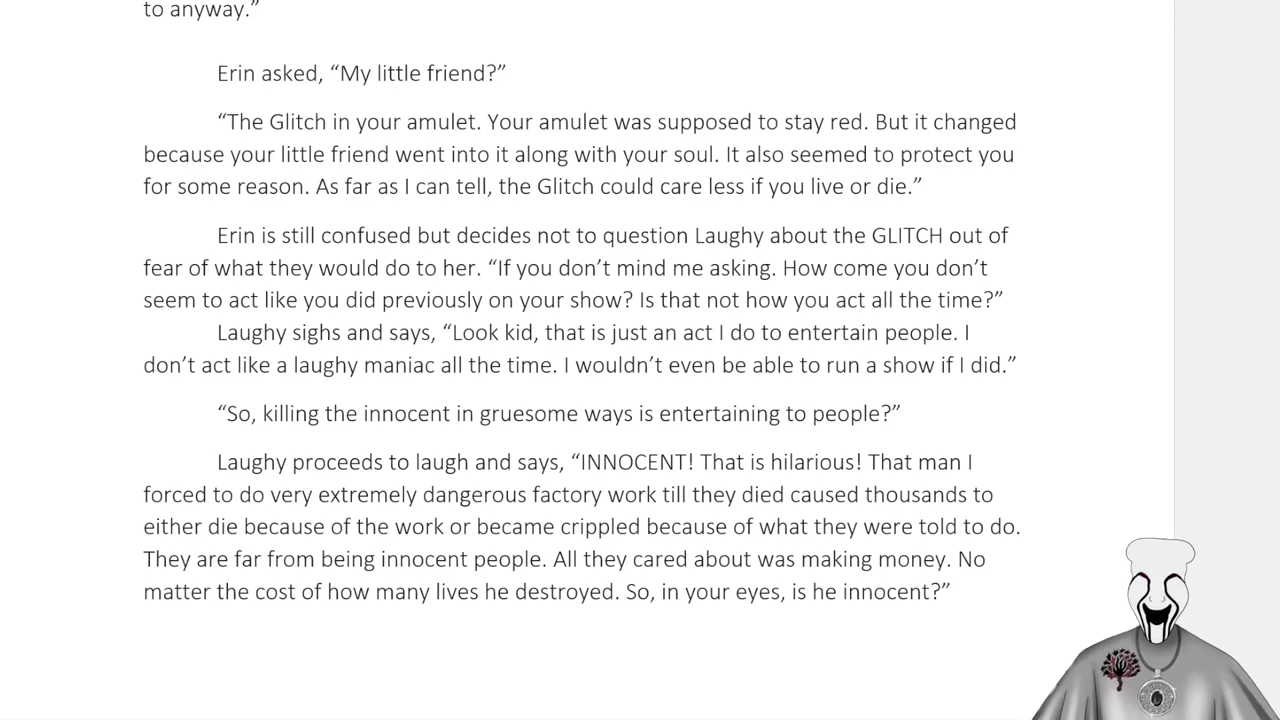 to anyway.”
Erin asked, “My little friend?”
“The Glitch in your amulet. Your amulet was supposed to stay red. But it changed
because your little friend went into it along with your soul. It also seemed to protect you
for some reason. As far as I can tell, the Glitch could care less if you live or die.”
Erin is still confused but decides not to question Laughy about the GLITCH out of
fear of what they would do to her. “If you don’t mind me asking. How come you don’t
seem to act like you did previously on your show? Is that not how you act all the time?”
Laughy sighs and says, “Look kid, that is just an act I do to entertain people. I
don’t act like a laughy maniac all the time. I wouldn’t even be able to run a show if I did.”
“So, killing the innocent in gruesome ways is entertaining to people?”
Laughy proceeds to laugh and says, “INNOCENT! That is hilarious! That man I
forced to do very extremely dangerous factory work till they died caused thousands to
either die because of the work or became crippled because of what they were told to do.
They are far from being innocent people. All they cared about was making money. No
matter the cost of how many lives he destroyed. So, in your eyes, is he innocent?”